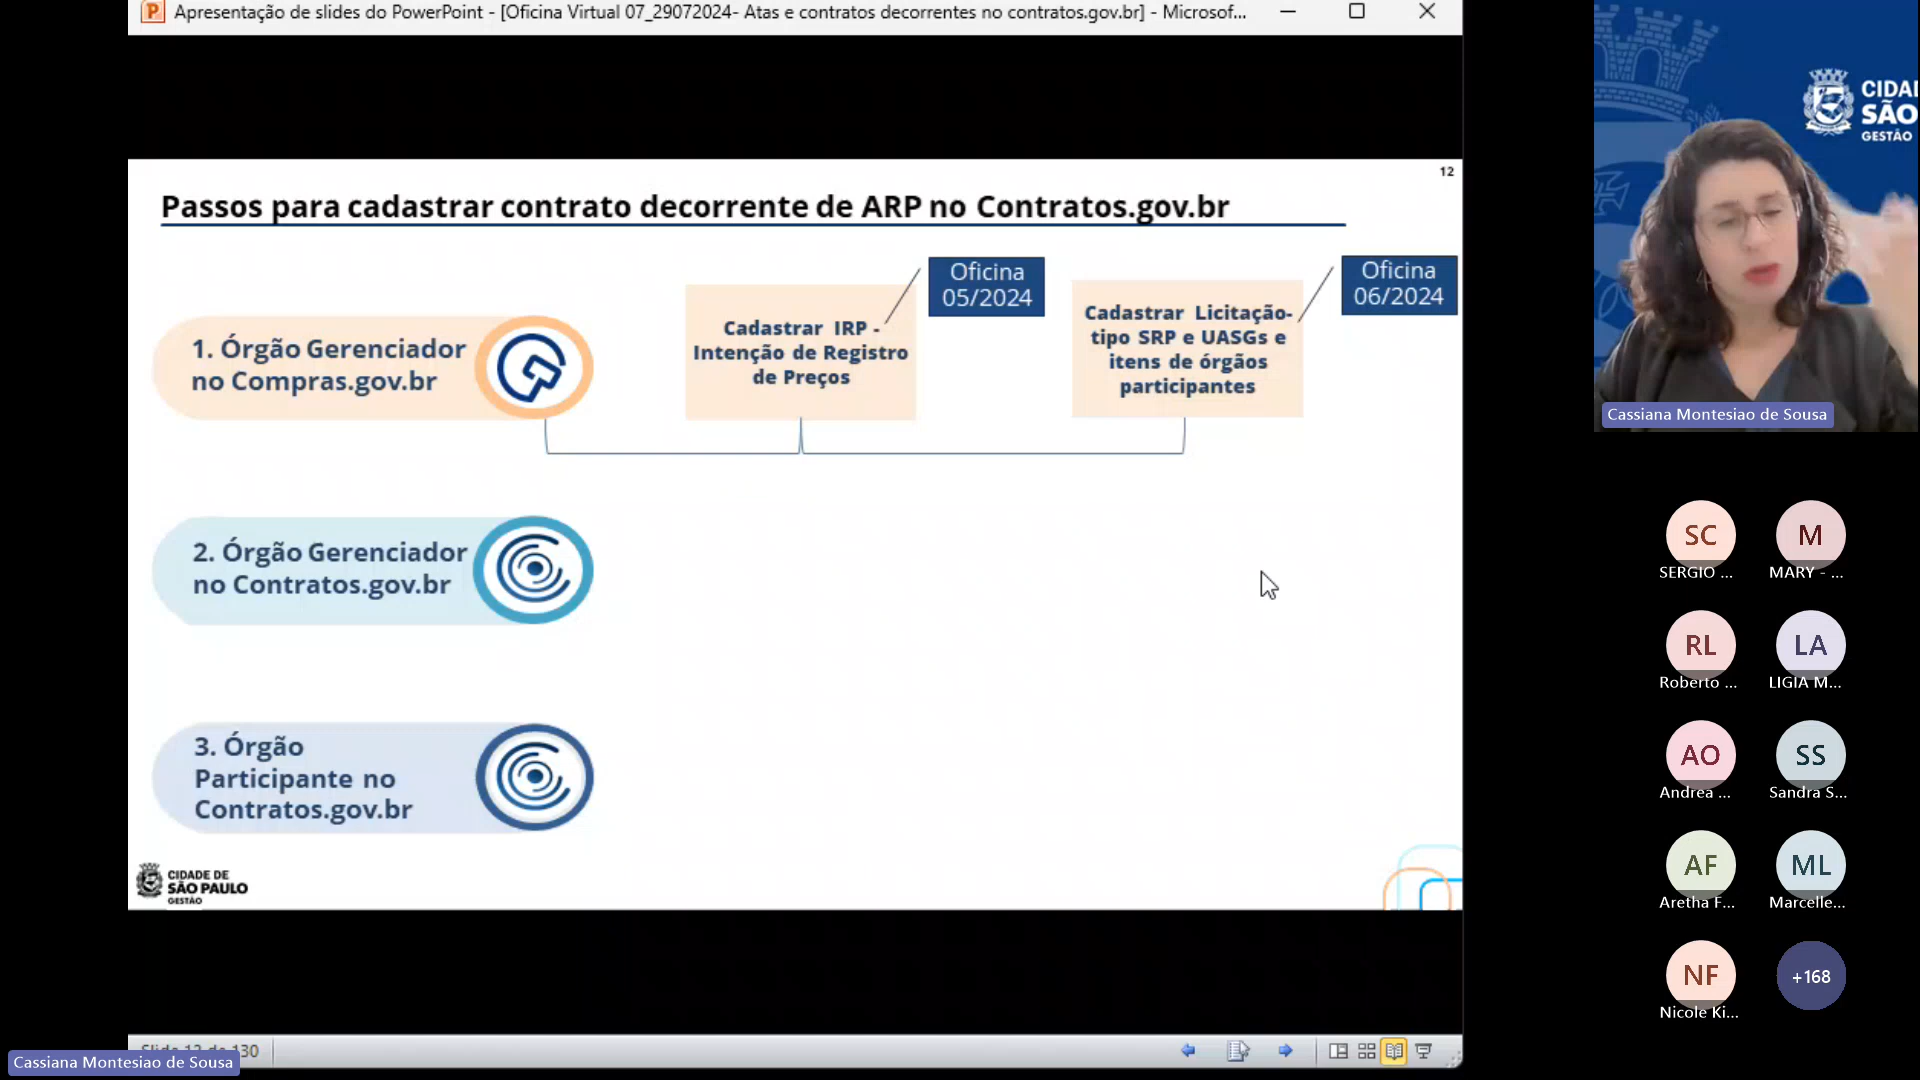 Apresentação de slides do PowerPoint - [Oficina Virtual 07_29072024- Atas e contratos decorrentes no contratos.gov.br] - Microsof...
12
Passos para cadastrar contrato decorrente de ARP no Contratos.gov.br
Oficina
05/2024
Oficina
06/2024
1. Órgão Gerenciador
no Compras.gov.br
Cadastrar IRP -
Intenção de Registro
de Preços
Cadastrar Licitação-
tipo SRP e UASGs e
itens de órgãos
participantes
2. Órgão Gerenciador
no Contratos.gov.br
3. Órgão
Participante no
Contratos.gov.br
CIDADE DE
SÃO PAULO
GESTÃO
CIDA
SÃO
GESTÃO
Cassiana Montesiao de Sousa
SC
SERGIO ...
M
MARY - ...
RL
Roberto ...
LA
LIGIA M...
AO
Andrea ...
SS
Sandra S...
AF
Aretha F...
ML
Marcelle...
NF
Nicole Ki...
+168
130
Cassiana Montesiao de Sousa